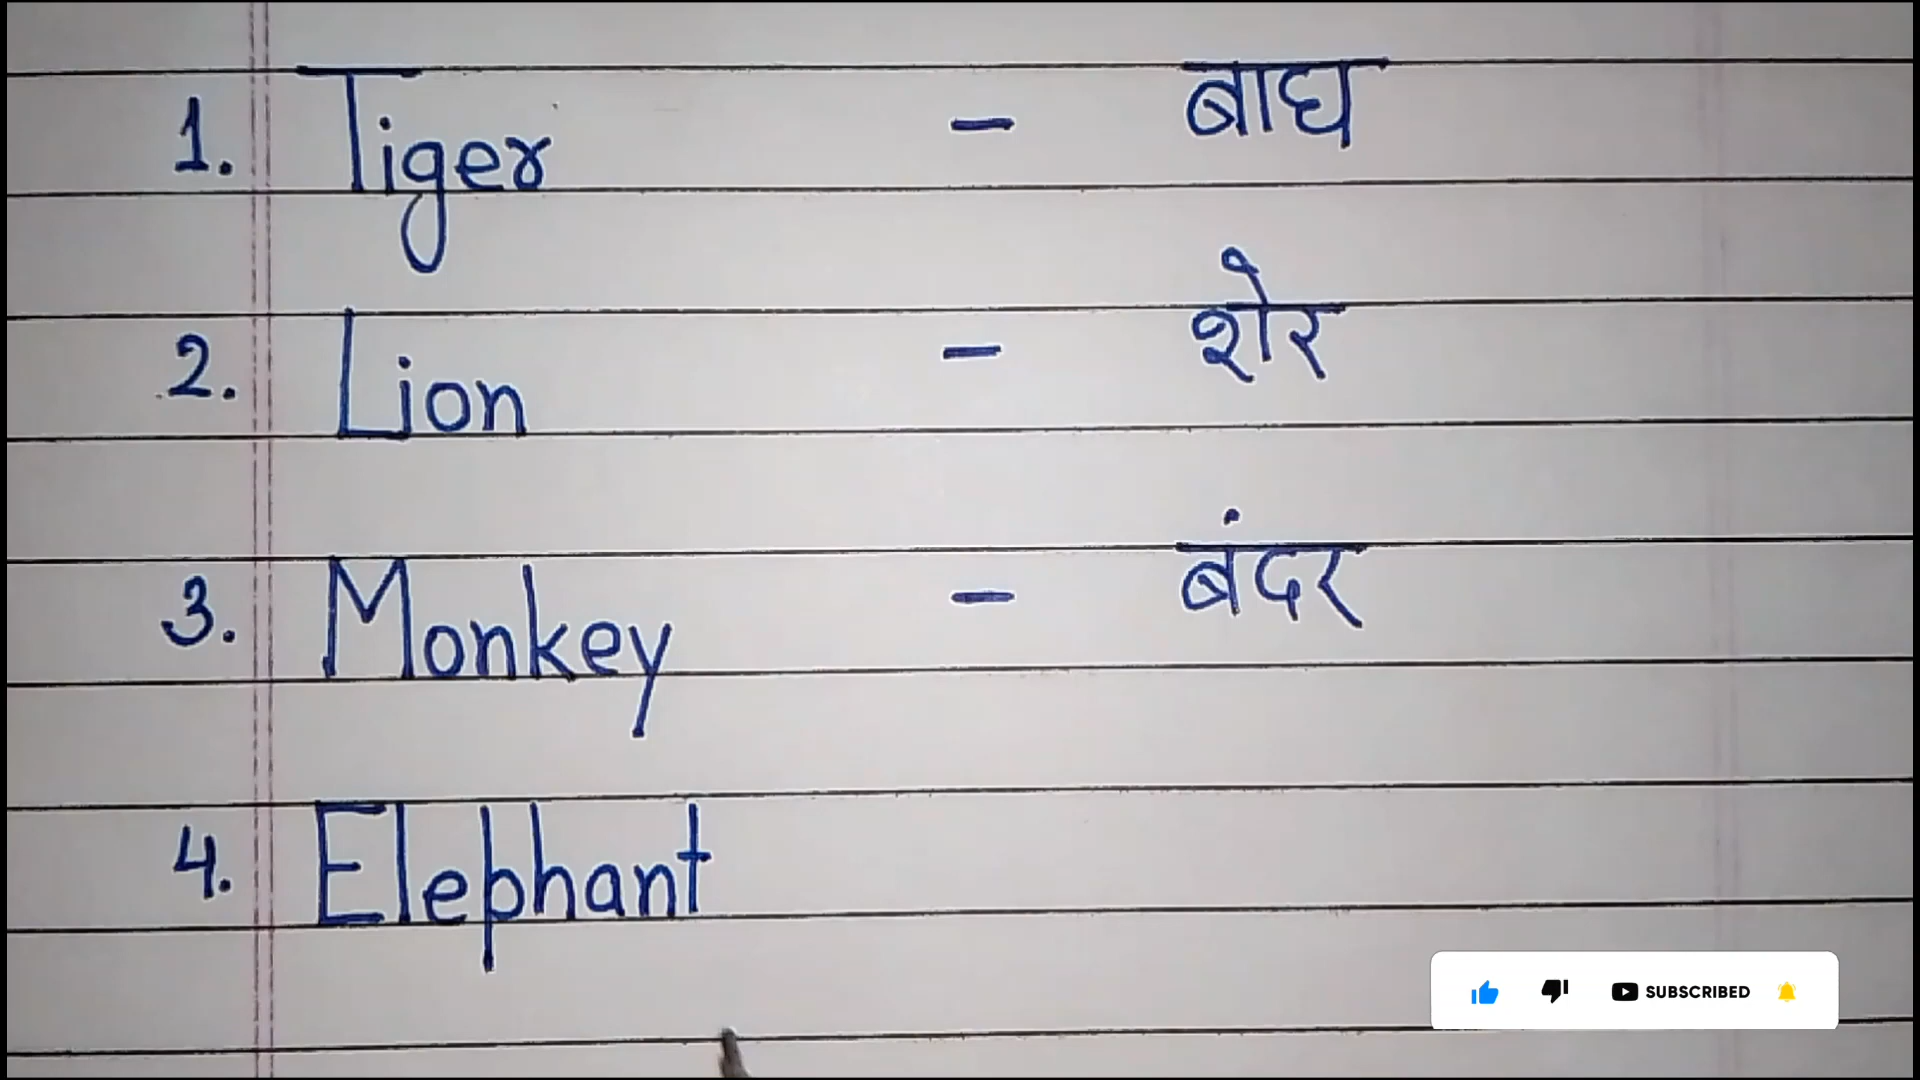 1. Tiger - बाघ
2. Lion - शेर
3. Monkey - बंदर
4. Elephant
SUBSCRIBED